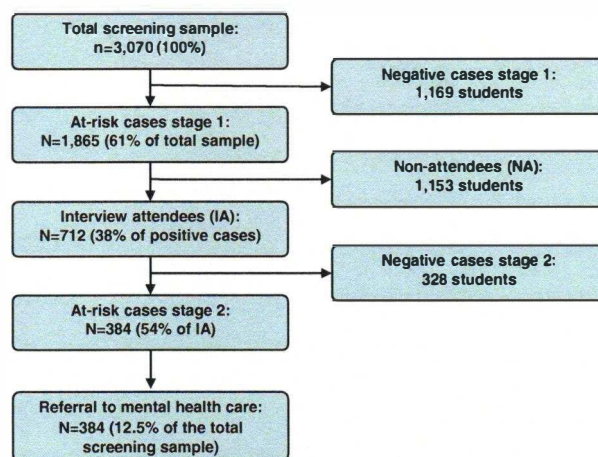 Total screening sample:
n=3,070 (100%)
Negative cases stage 1:
1,169 students
At-risk cases stage 1:
N=1,865 (61% of total sample)
Non-attendees (NA):
1,153 students
Interview attendees (IA):
N=712 (38% of positive cases)
Negative cases stage 2:
328 students
At-risk cases stage 2:
N=384 (54% of IA)
Referral to mental health care:
N=384 (12.5% of the total
screening sample)